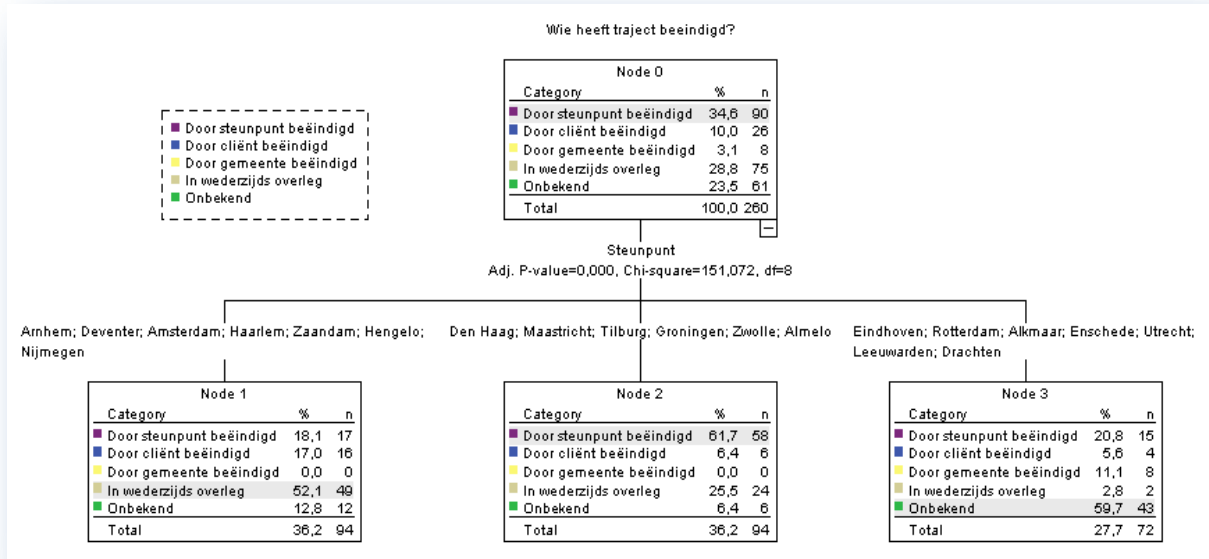 Wie heeft traject beeindigd?
Node 0
Category % n
Door steunpunt beëindigd 34,6 90
Door cliënt beëindigd 10,0 26
Door gemeente beëindigd 3,1 8
In wederzijds overleg 28,8 75
Onbekend 23,5 61
Total 100,0 260
Door steunpunt beëindigd
Door cliënt beëindigd
Door gemeente beëindigd
In wederzijds overleg
Onbekend
Steunpunt
Adj. P-value=0,000, Chi-square=151,072, df=8
Arnhem; Deventer; Amsterdam; Haarlem; Zaandam; Hengelo;
Nijmegen
Den Haag; Maastricht; Tilburg; Groningen; Zwolle; Almelo
Eindhoven; Rotterdam; Alkmaar; Enschede; Utrecht;
Leeuwarden; Drachten
Node 1
Category % n
Door steunpunt beëindigd 18,1 17
Door cliënt beëindigd 17,0 16
Door gemeente beëindigd 0,0 0
In wederzijds overleg 52,1 49
Onbekend 12,8 12
Total 36,2 94
Node 2
Category % n
Door steunpunt beëindigd 61,7 58
Door cliënt beëindigd 6,4 6
Door gemeente beëindigd 0,0 0
In wederzijds overleg 25,5 24
Onbekend 6,4 6
Total 36,2 94
Node 3
Category % n
Door steunpunt beëindigd 20,8 15
Door cliënt beëindigd 5,6 4
Door gemeente beëindigd 11,1 8
In wederzijds overleg 2,8 2
Onbekend 59,7 43
Total 27,7 72